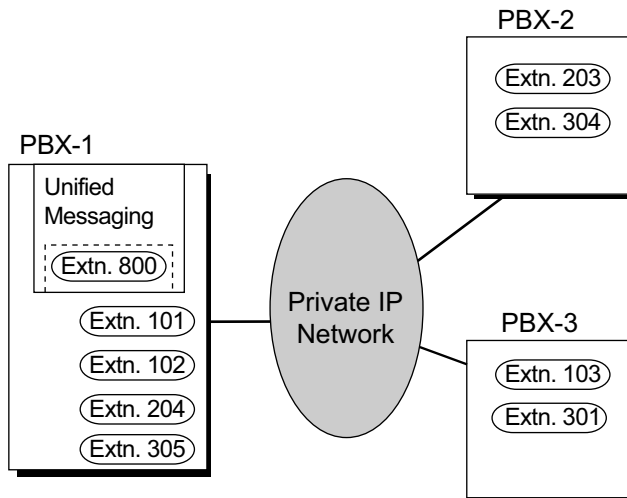 PBX-1
Unified
Messaging
Extn. 800
Extn. 101
Extn. 102
Extn. 204
Extn. 305
Private IP
Network
PBX-2
Extn. 203
Extn. 304
PBX-3
Extn. 103
Extn. 301